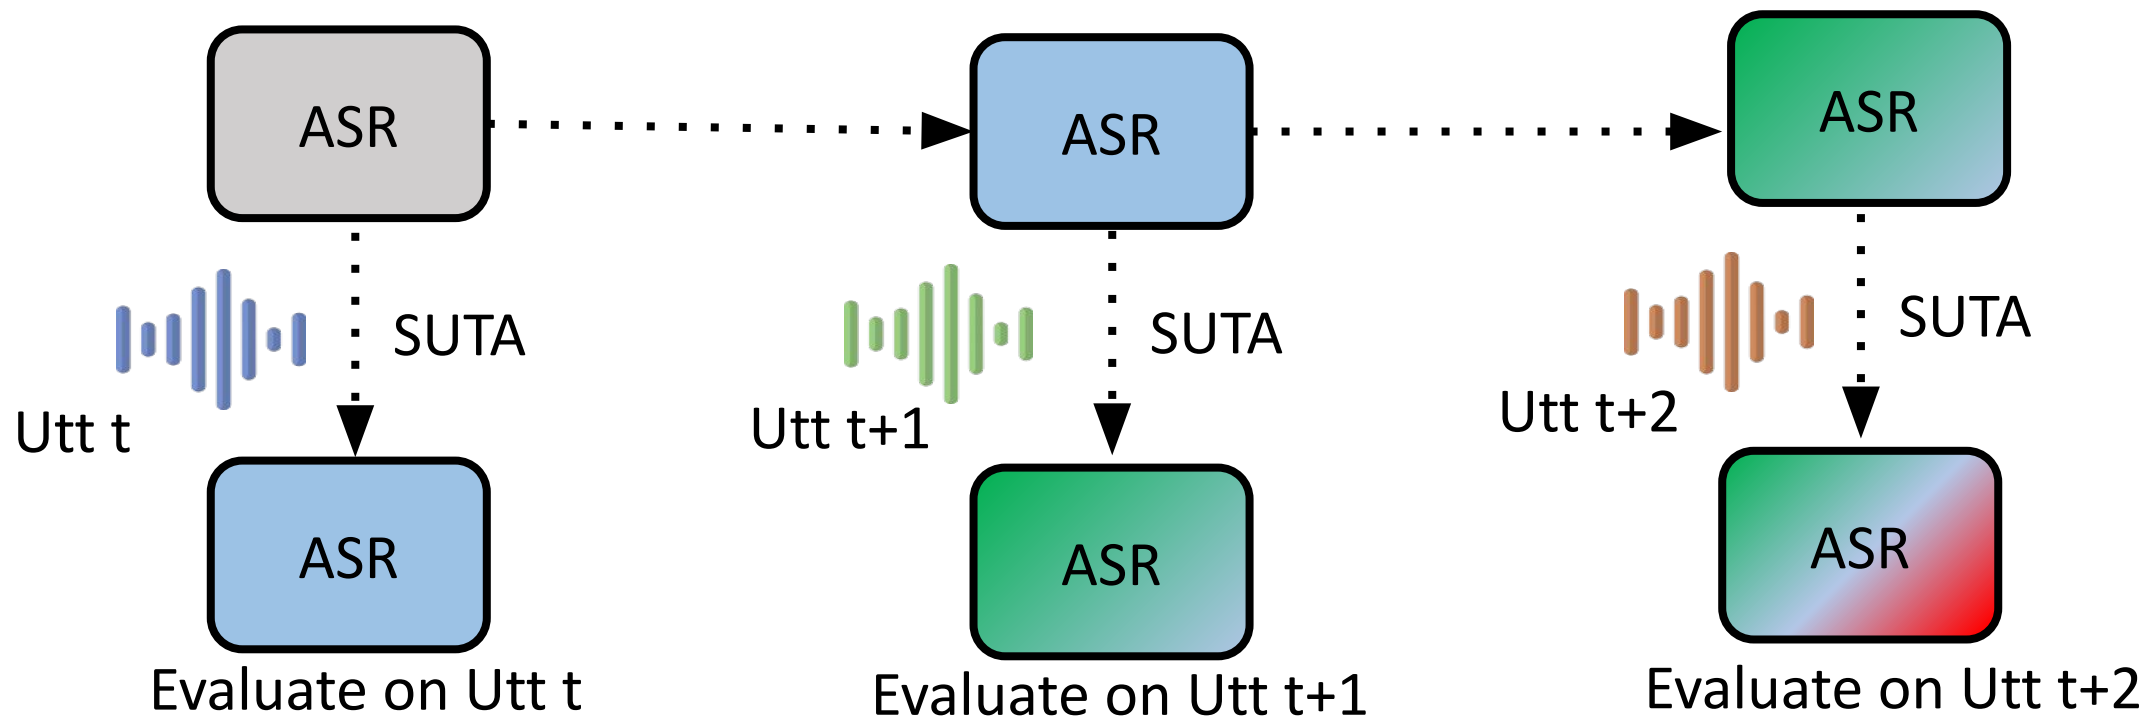 ASR
ASR
ASR
SUTA
SUTA
SUTA
Utt t
Utt t+1
Utt t+2
ASR
ASR
ASR
Evaluate on Utt t
Evaluate on Utt t+1
Evaluate on Utt t+2